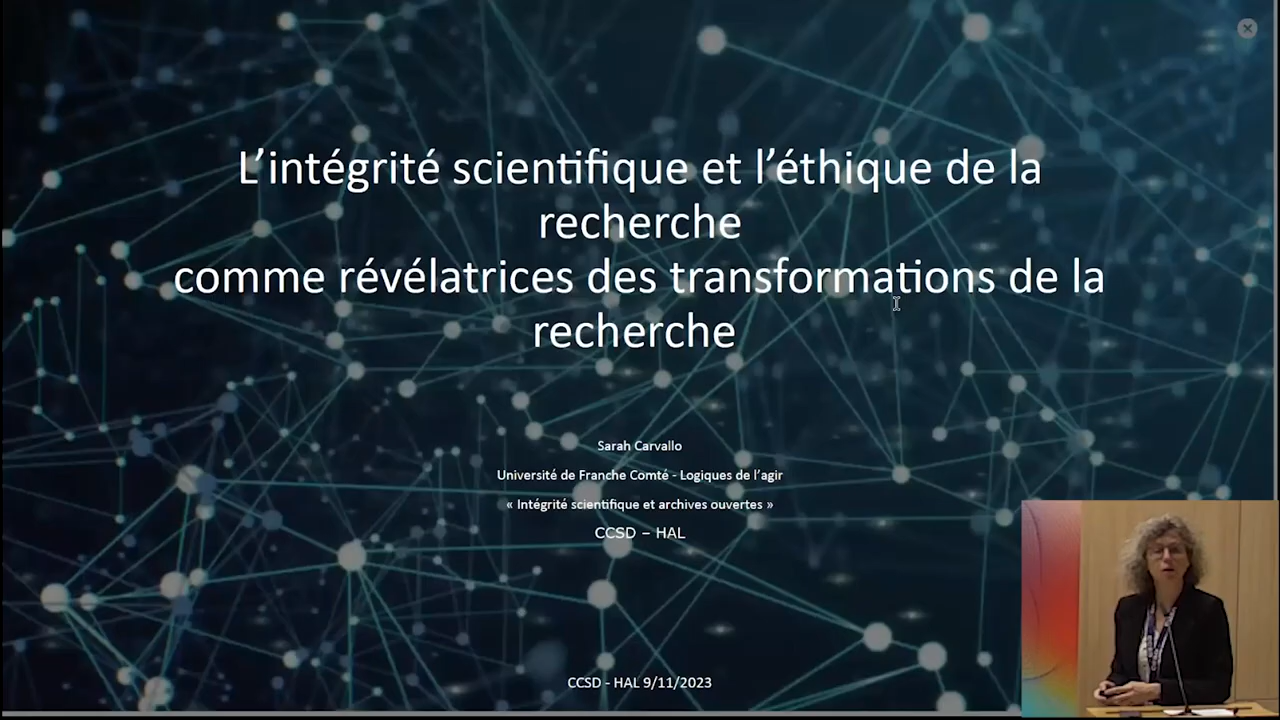 L’intégrité scientifique et l’éthique de la
recherche
comme révélatrices des transformations de la
recherche
Sarah Carvallo
Université de Franche Comté - Logiques de l’agir
« Intégrité scientifique et archives ouvertes »
CCSD – HAL
CCSD - HAL 9/11/2023